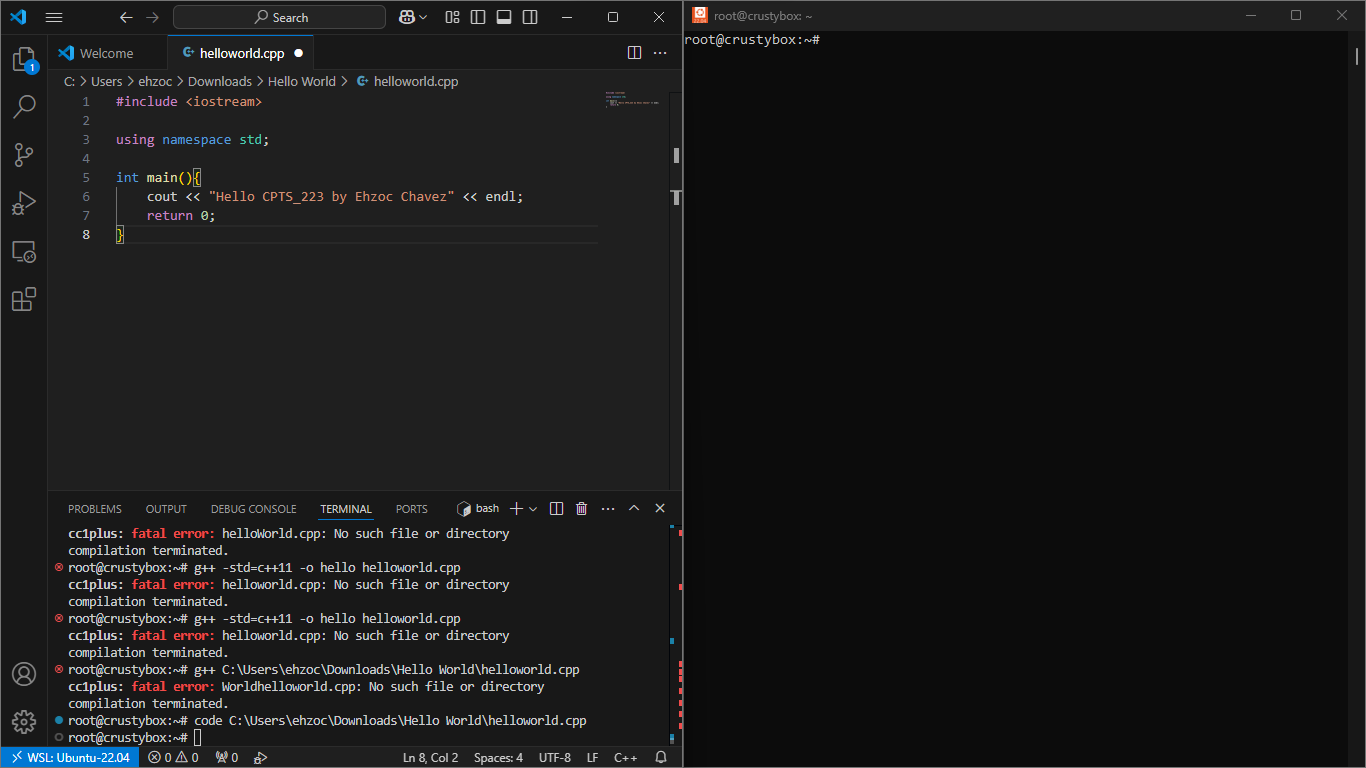 Search
Welcome
helloworld.cpp
C: > Users > ehzoc > Downloads > Hello World > helloworld.cpp
1 #include <iostream>
2
3 using namespace std;
4
5 int main(){
6 cout << "Hello CPTS_223 by Ehzoc Chavez" << endl;
7 return 0;
8 }
1
PROBLEMS OUTPUT DEBUG CONSOLE TERMINAL PORTS bash
cc1plus: fatal error: helloWorld.cpp: No such file or directory
compilation terminated.
root@crustybox:~# g++ -std=c++11 -o hello helloworld.cpp
cc1plus: fatal error: helloworld.cpp: No such file or directory
compilation terminated.
root@crustybox:~# g++ -std=c++11 -o hello helloworld.cpp
cc1plus: fatal error: helloworld.cpp: No such file or directory
compilation terminated.
root@crustybox:~# g++ C:\Users\ehzoc\Downloads\Hello World\helloworld.cpp
cc1plus: fatal error: Worldhelloworld.cpp: No such file or directory
compilation terminated.
root@crustybox:~# code C:\Users\ehzoc\Downloads\Hello World\helloworld.cpp
root@crustybox:~#
WSL: Ubuntu-22.04 0 0 0 Ln 8, Col 2 Spaces: 4 UTF-8 LF C++
root@crustybox: ~
root@crustybox:~#